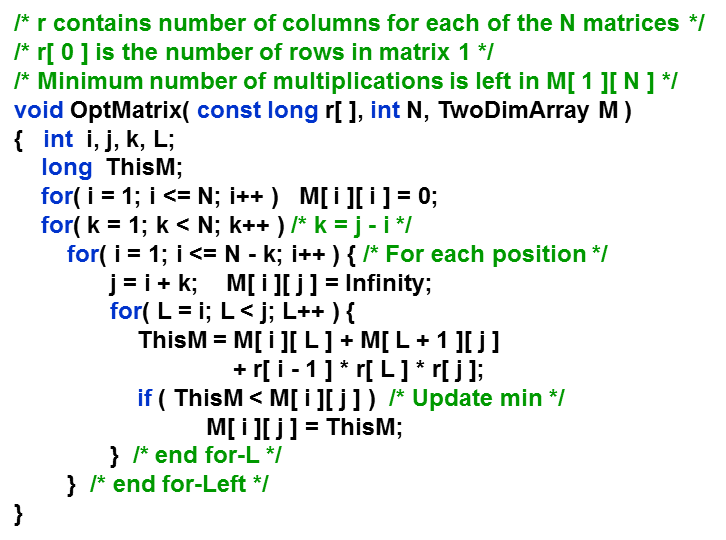 /* r contains number of columns for each of the N matrices */
/* r[ 0 ] is the number of rows in matrix 1 */
/* Minimum number of multiplications is left in M[ 1 ][ N ] */
void OptMatrix( const long r[ ], int N, TwoDimArray M )
{ int i, j, k, L;
long ThisM;
for( i = 1; i <= N; i++ ) M[ i ][ i ] = 0;
for( k = 1; k < N; k++ ) /* k = j - i */
for( i = 1; i <= N - k; i++ ) { /* For each position */
j = i + k; M[ i ][ j ] = Infinity;
for( L = i; L < j; L++ ) {
ThisM = M[ i ][ L ] + M[ L + 1 ][ j ]
+ r[ i - 1 ] * r[ L ] * r[ j ];
if ( ThisM < M[ i ][ j ] ) /* Update min */
M[ i ][ j ] = ThisM;
} /* end for-L */
} /* end for-Left */
}